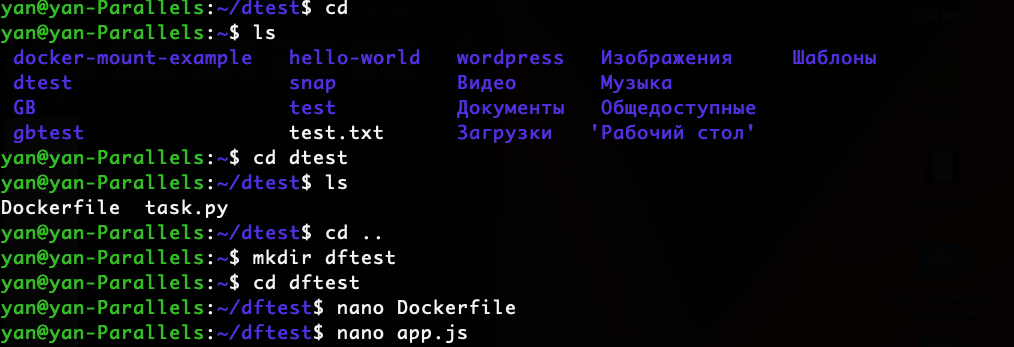 yan@yan-Parallels:~/dtest$ cd
yan@yan-Parallels:~$ ls
docker-mount-example hello-world wordpress Изображения Шаблоны
dtest snap Видео Музыка
GB test Документы Общедоступные
gbtest test.txt Загрузки 'Рабочий стол'
yan@yan-Parallels:~$ cd dtest
yan@yan-Parallels:~/dtest$ ls
Dockerfile task.py
yan@yan-Parallels:~/dtest$ cd ..
yan@yan-Parallels:~$ mkdir dftest
yan@yan-Parallels:~$ cd dftest
yan@yan-Parallels:~/dftest$ nano Dockerfile
yan@yan-Parallels:~/dftest$ nano app.js